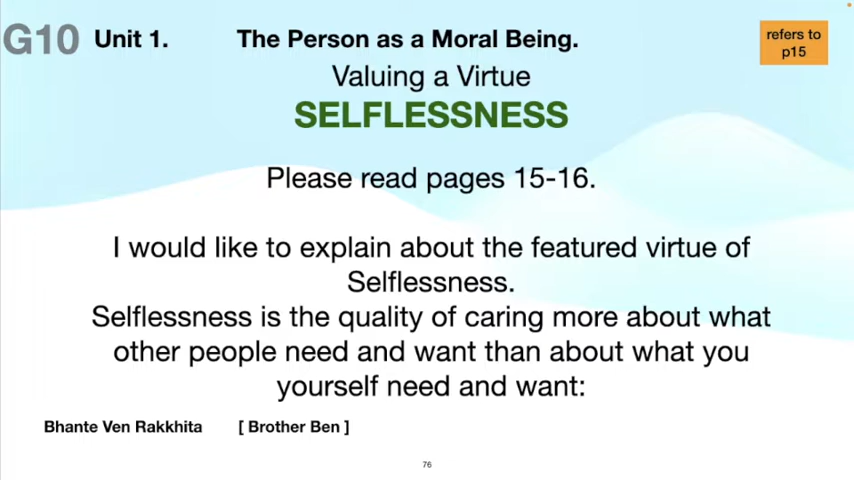 G10 Unit 1. The Person as a Moral Being.
refers to
p15
Valuing a Virtue
SELFLESSNESS
Please read pages 15-16.
I would like to explain about the featured virtue of
Selflessness.
Selflessness is the quality of caring more about what
other people need and want than about what you
yourself need and want:
Bhante Ven Rakkhita [ Brother Ben ]
76